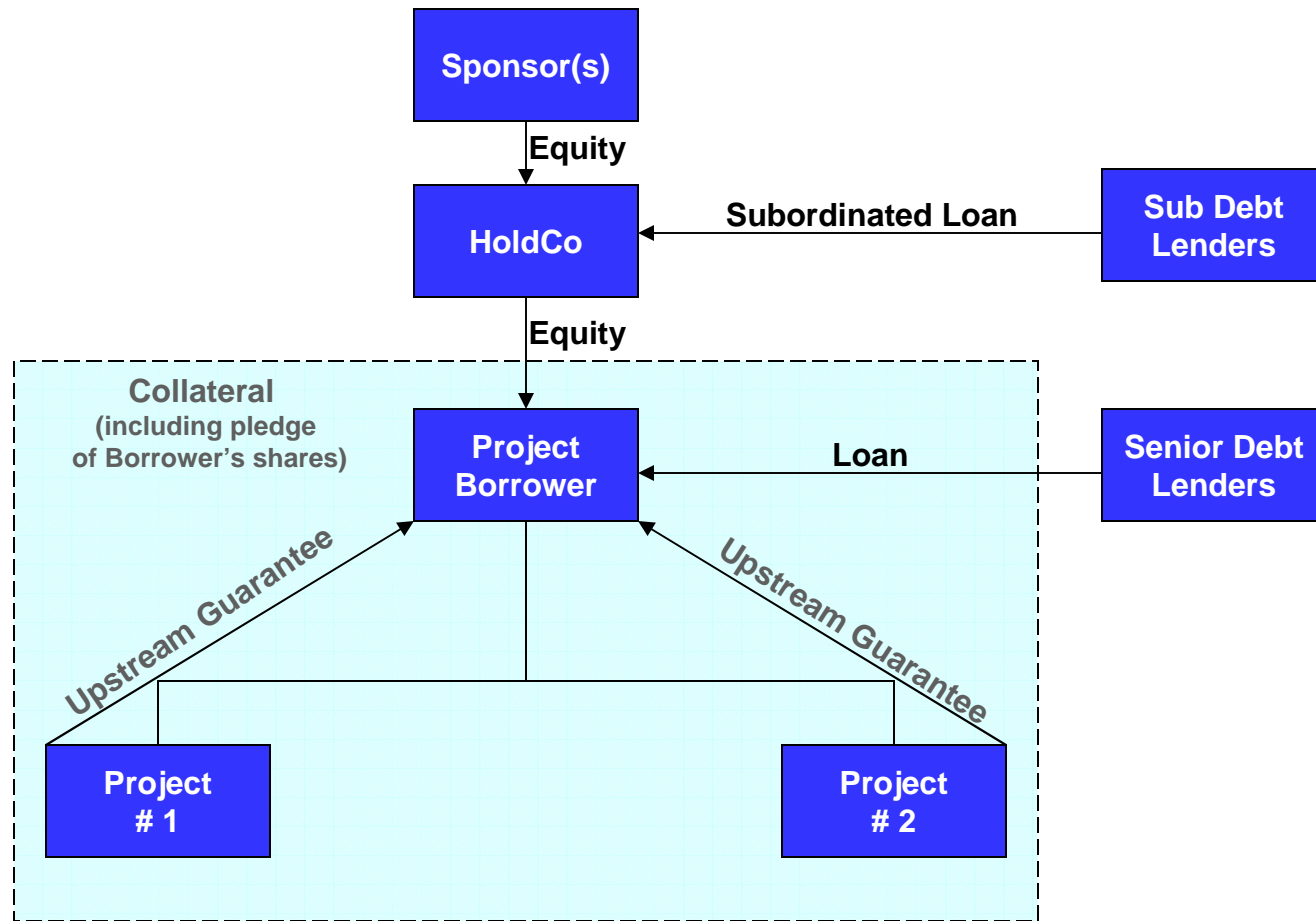 Sponsor(s)
Equity
HoldCo
Subordinated Loan
Sub Debt
Lenders
Equity
Collateral
(including pledge
of Borrower's shares)
Project
Borrower
Loan
Senior Debt
Lenders
Upstream Guarantee
Upstream Guarantee
Project
# 1
Project
# 2